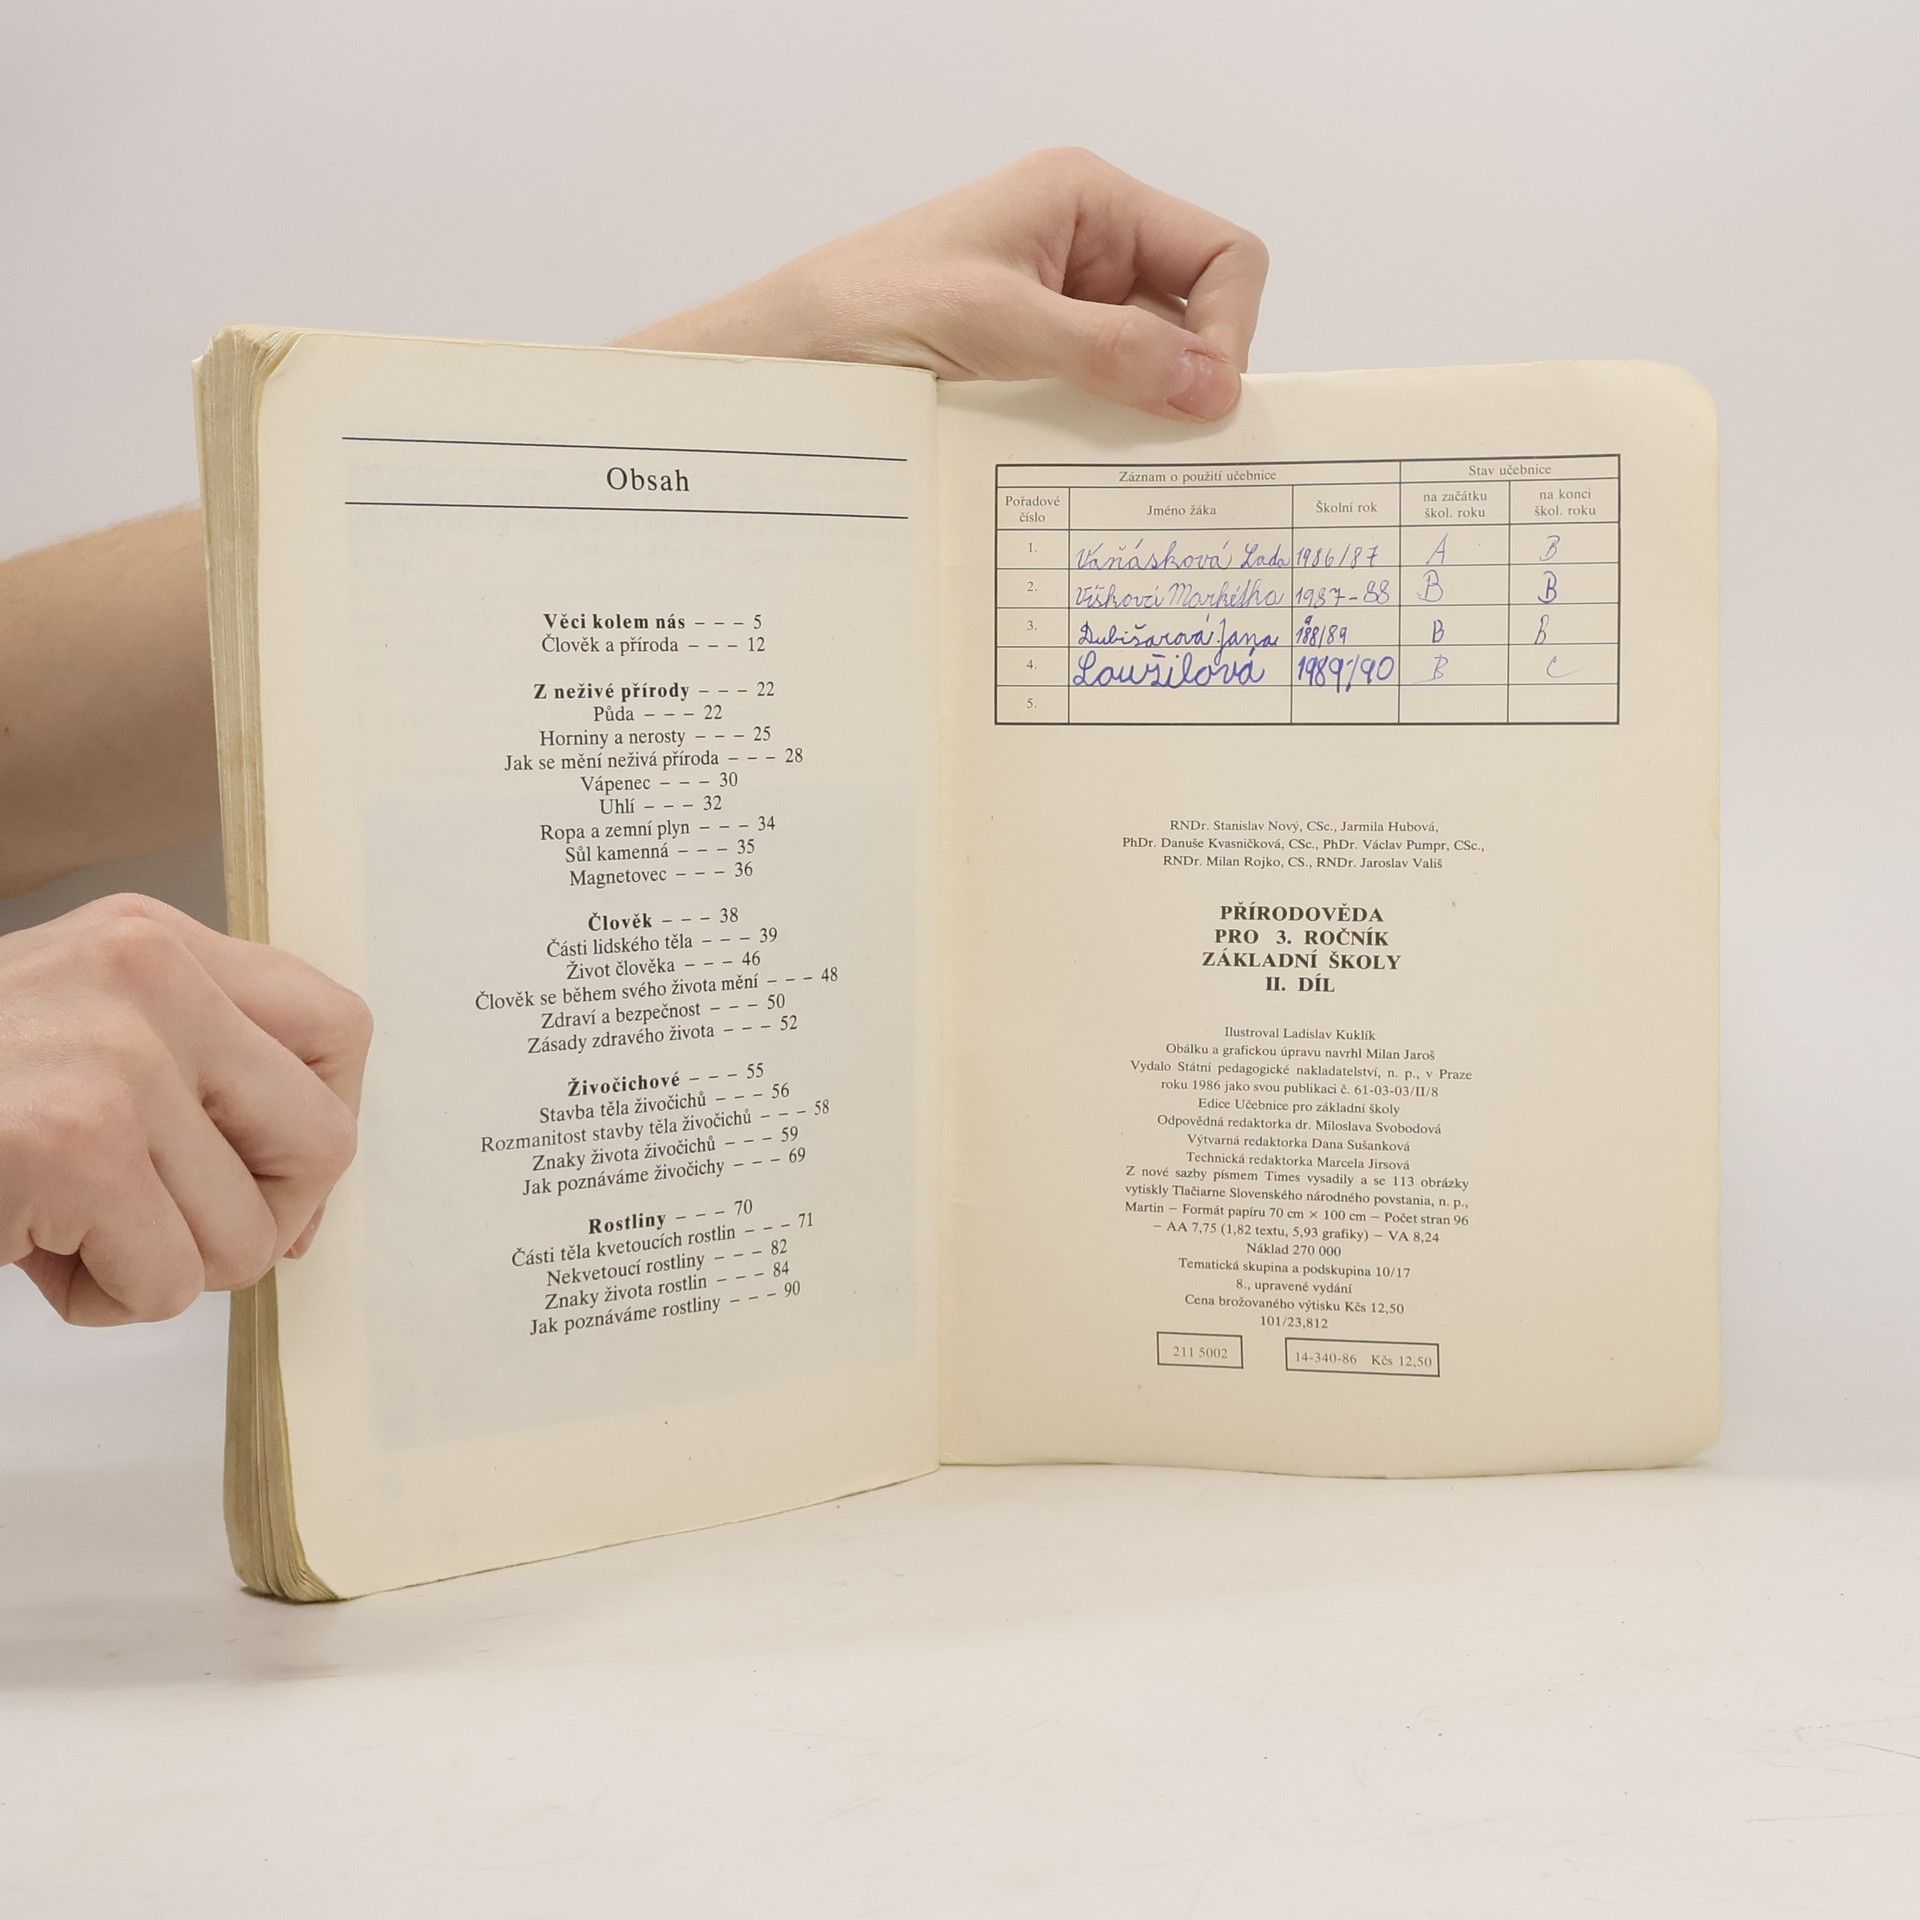 Obsah
Věci kolem nás – – – 5
Člověk a příroda – – – 12
Z neživé přírody – – – 22
Půda – – – 22
Horniny a nerosty – – – 25
Jak se mění neživá příroda – – – 28
Vápenec – – – 30
Uhlí – – – 32
Ropa a zemní plyn – – – 34
Sůl kamenná – – – 35
Magnetovec – – – 36
Člověk – – – 38
Části lidského těla – – – 39
Život člověka – – – 46
Člověk se během svého života mění – – – 48
Zdraví a bezpečnost – – – 50
Zásady zdravého života – – – 52
Živočichové – – – 55
Stavba těla živočichů – – – 56
Rozmanitost stavby těla živočichů – – – 58
Znaky života živočichů – – – 59
Jak poznáváme živočichy – – – 69
Rostliny – – – 70
Části těla kvetoucích rostlin – – – 71
Nekvetoucí rostliny – – – 82
Znaky života rostlin – – – 84
Jak poznáváme rostliny – – – 90
Záznam o použití učebnice Stav učebnice
Pořadové číslo Jméno žáka Školní rok na začátku škol. roku na konci škol. roku
1. Vaňásková Lada 1986/87 A B
2. Víšková Markétka 1987-88 B B
3. Dubišarová Jana 188/89 B B
4. Loužilová 1989/90 B C
5.
RNDr. Stanislav Nový, CSc., Jarmila Hubová,
PhDr. Danuše Kvasničková, CSc., PhDr. Václav Pumpr, CSc.,
RNDr. Milan Rojko, CS., RNDr. Jaroslav Vališ
PŘÍRODOVĚDA
PRO 3. ROČNÍK
ZÁKLADNÍ ŠKOLY
II. DÍL
Ilustroval Ladislav Kuklík
Obálku a grafickou úpravu navrhl Milan Jaroš
Vydalo Státní pedagogické nakladatelství, n. p., v Praze
roku 1986 jako svou publikaci č. 61-03-03/II/8
Edice Učebnice pro základní školy
Odpovědná redaktorka dr. Miloslava Svobodová
Výtvarná redaktorka Dana Sušanková
Technická redaktorka Marcela Jirsová
Z nové sazby písmem Times vysadily a se 113 obrázky
vytiskly Tlačiarne Slovenského národného povstania, n. p.,
Martin – Formát papíru 70 cm × 100 cm – Počet stran 96
– AA 7,75 (1,82 textu, 5,93 grafiky) – VA 8,24
Náklad 270 000
Tematická skupina a podskupina 10/17
8., upravené vydání
Cena brožovaného výtisku Kčs 12,50
101/23,812
211 5002 14-340-86 Kčs 12,50